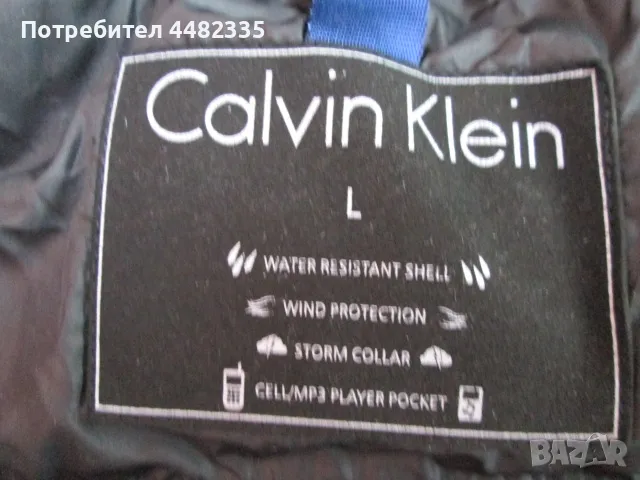 Потребител 4482335
Calvin Klein
L
WATER RESISTANT SHELL
WIND PROTECTION
STORM COLLAR
CELL/MP3 PLAYER POCKET
BAZAR